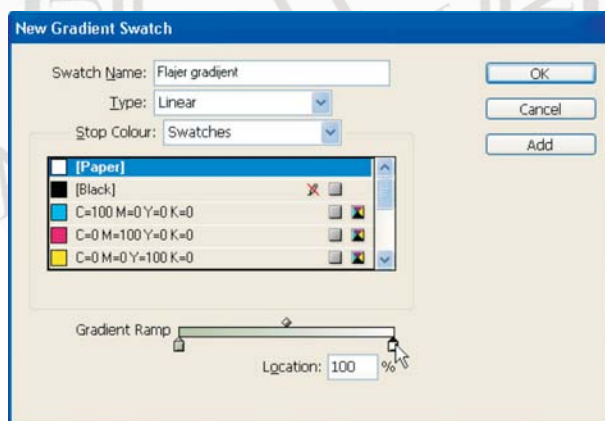 New Gradient Swatch
Swatch Name: Flajer gradijent
OK
Type: Linear
Cancel
Stop Colour: Swatches
Add
[Paper]
[Black]
C=100 M=0 Y=0 K=0
C=0 M=100 Y=0 K=0
C=0 M=0 Y=100 K=0
Gradient Ramp
Location: 100 %